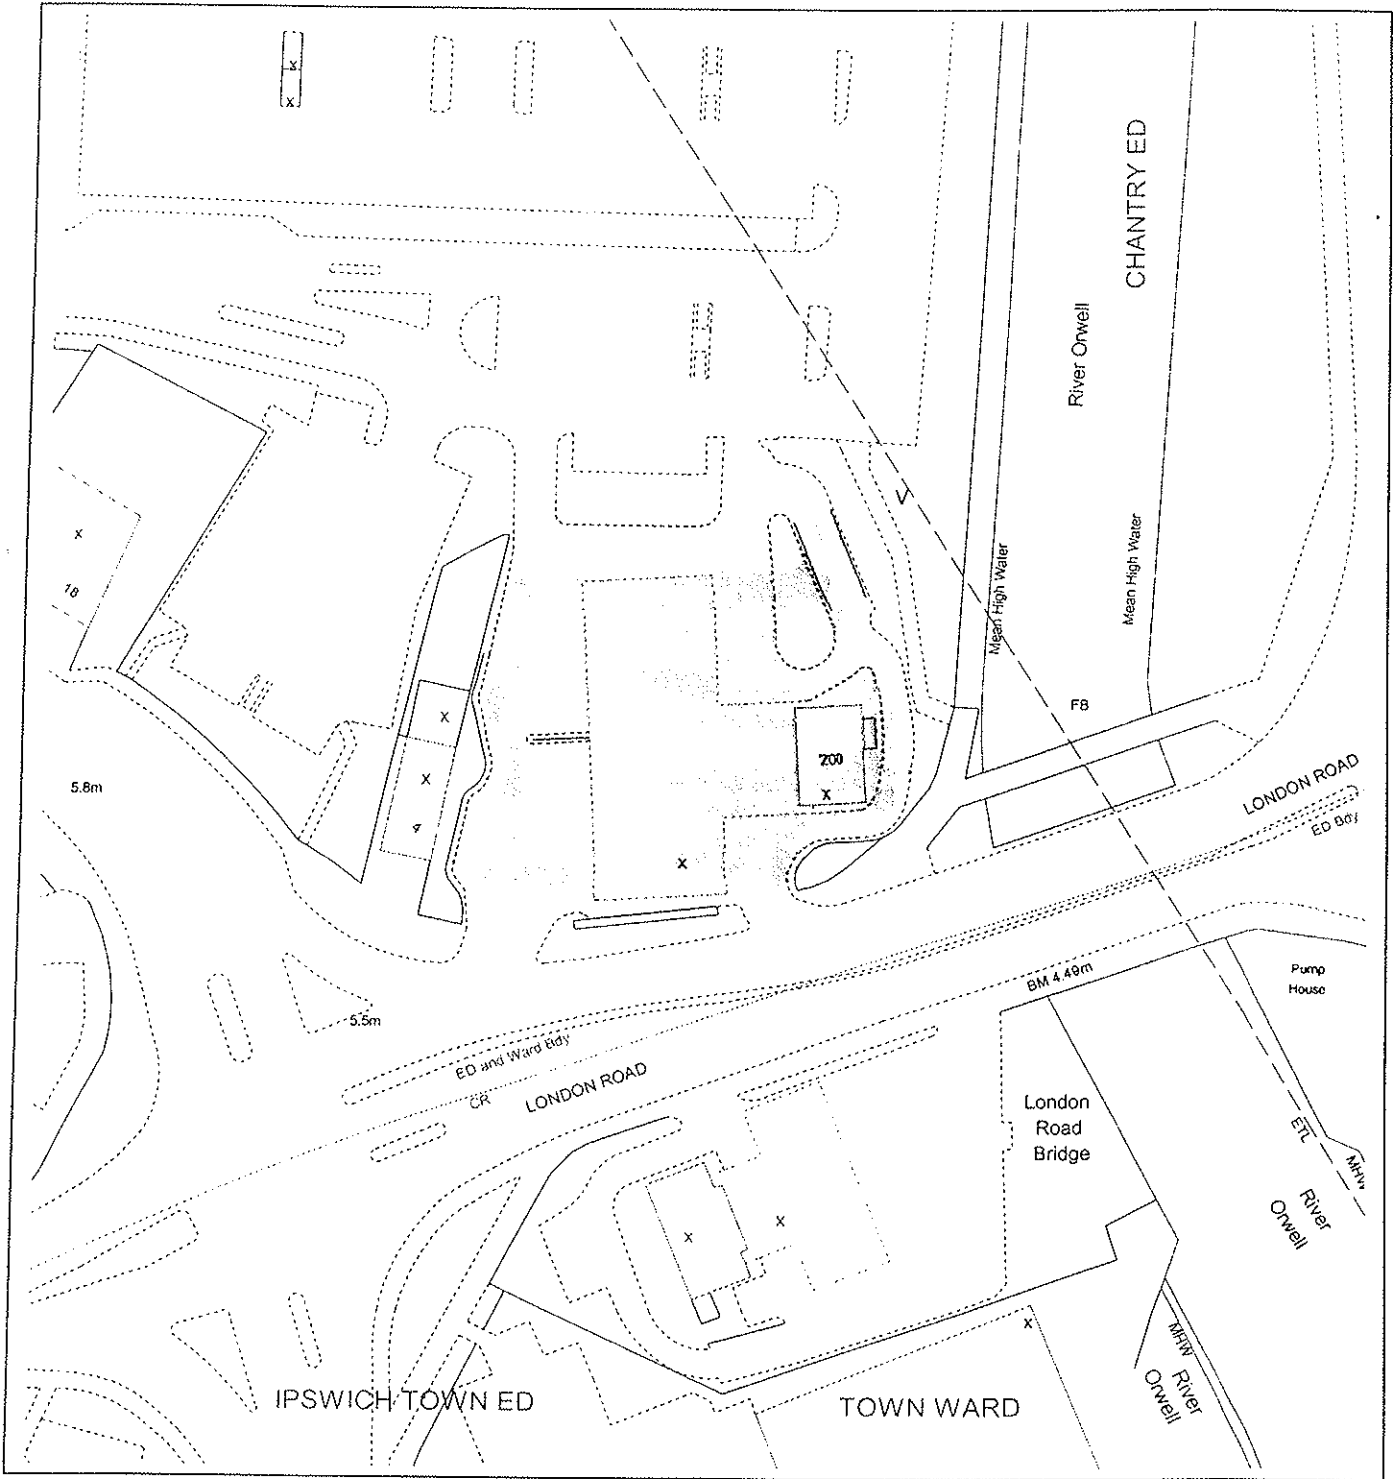 x
x
CHANTRY ED
River Orwell
V
Mean High Water
Mean High Water
x
18
x
x
4
F8
200
x
x
5.8m
LONDON ROAD
ED Bdy
5.5m
ED and Ward Bdy
CR
LONDON ROAD
BM 4.49m
Pump
House
London
Road
Bridge
ETL
MHW
River
Orwell
x
x
x
MHW
River
Orwell
IPSWICH TOWN ED
TOWN WARD